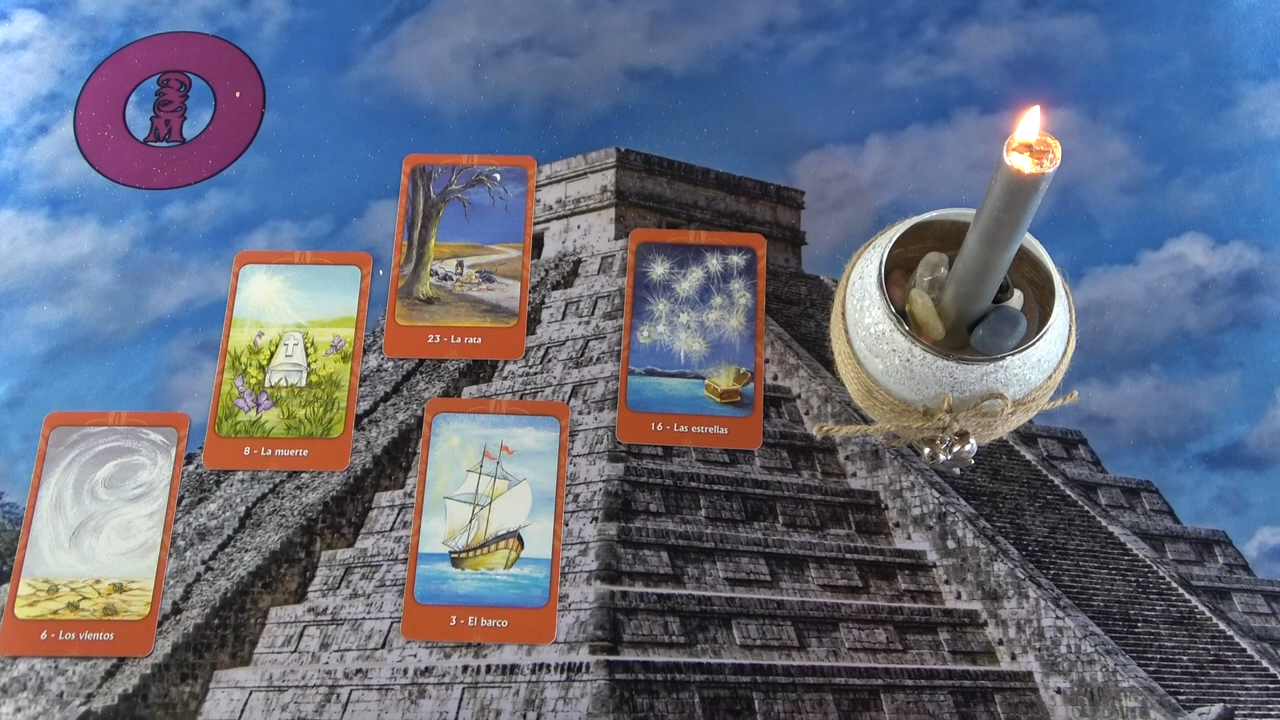 23 - La rata
16 - Las estrellas
8 - La muerte
3 - El barco
6 - Los vientos